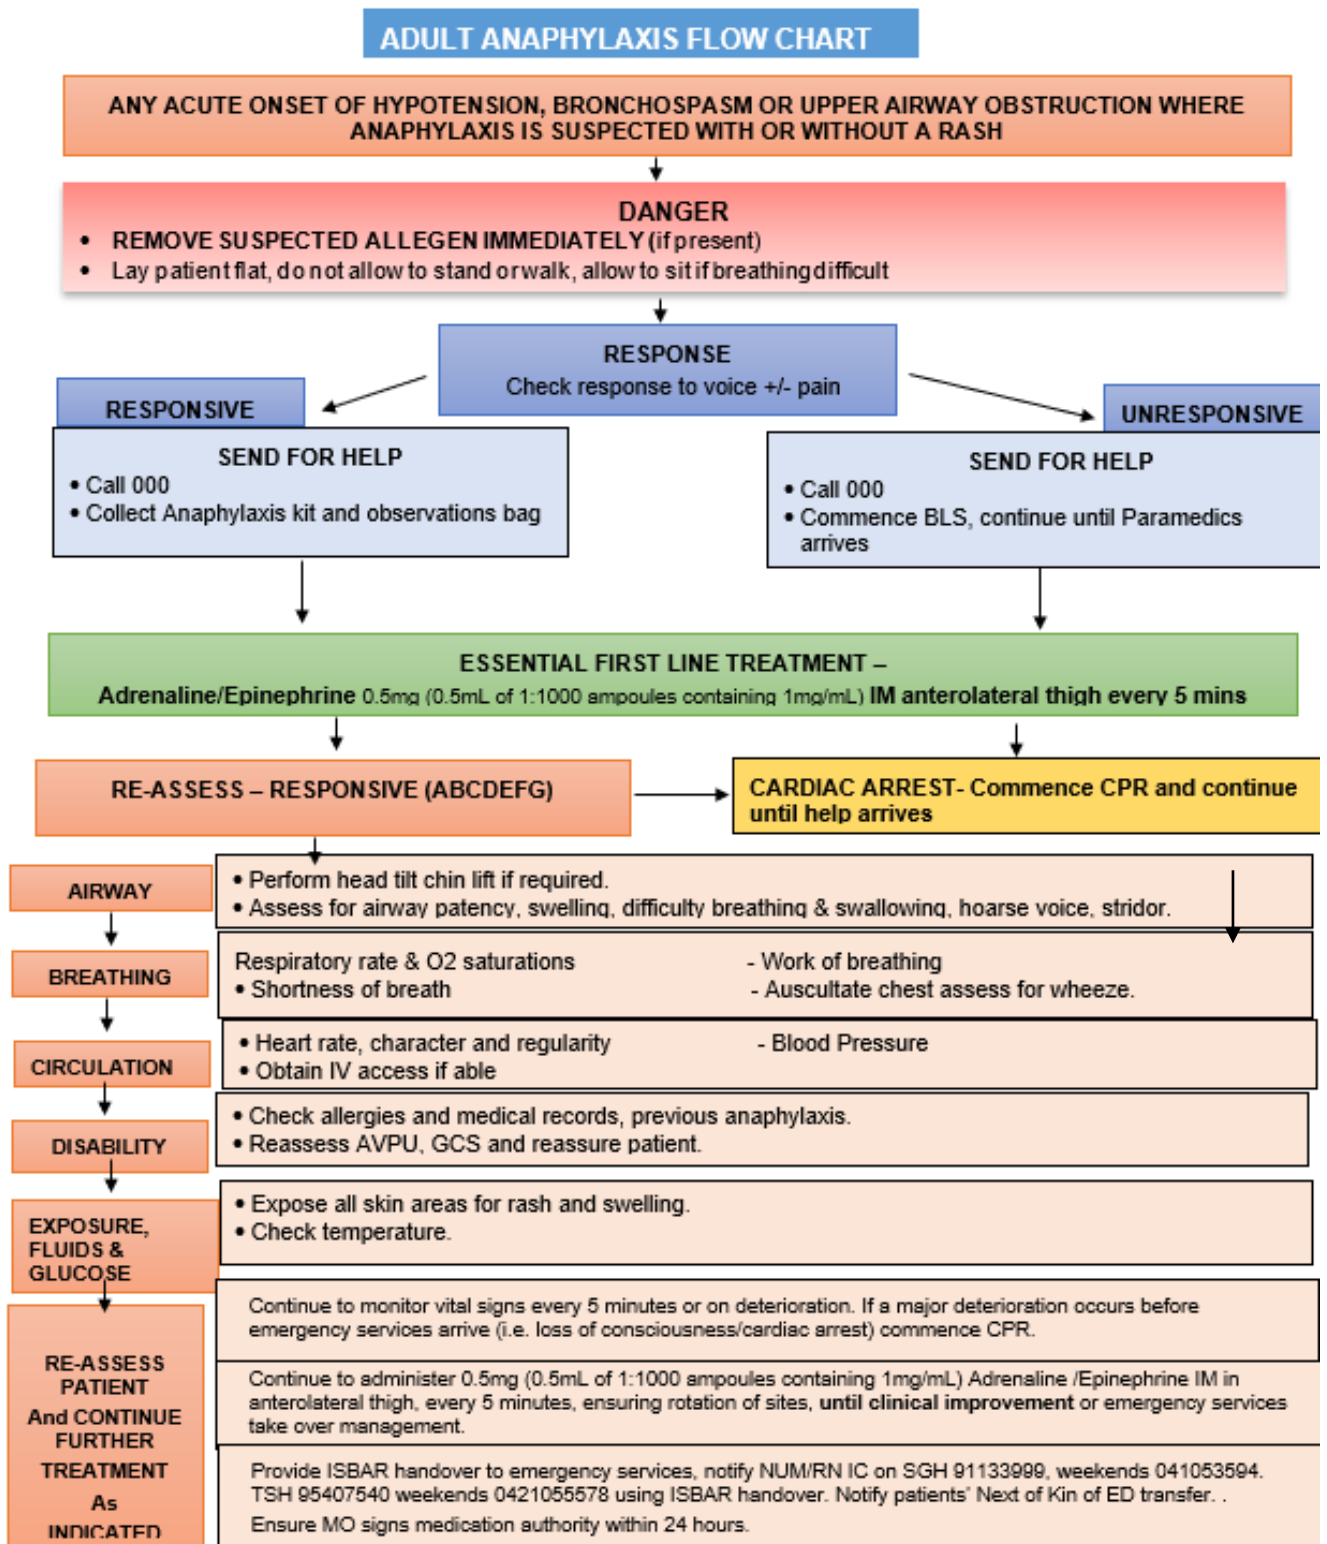 ADULT ANAPHYLAXIS FLOW CHART
ANY ACUTE ONSET OF HYPOTENSION, BRONCHOSPASM OR UPPER AIRWAY OBSTRUCTION WHERE
ANAPHYLAXIS IS SUSPECTED WITH OR WITHOUT A RASH
DANGER
• REMOVE SUSPECTED ALLEGEN IMMEDIATELY (if present)
• Lay patient flat, do not allow to stand or walk, allow to sit if breathing difficult
RESPONSE
Check response to voice +/- pain
RESPONSIVE
SEND FOR HELP
• Call 000
• Collect Anaphylaxis kit and observations bag
UNRESPONSIVE
SEND FOR HELP
• Call 000
• Commence BLS, continue until Paramedics
arrives
ESSENTIAL FIRST LINE TREATMENT –
Adrenaline/Epinephrine 0.5mg (0.5mL of 1:1000 ampoules containing 1mg/mL) IM anterolateral thigh every 5 mins
RE-ASSESS – RESPONSIVE (ABCDEFG)
CARDIAC ARREST- Commence CPR and continue
until help arrives
AIRWAY
• Perform head tilt chin lift if required.
• Assess for airway patency, swelling, difficulty breathing & swallowing, hoarse voice, stridor.
BREATHING
Respiratory rate & O2 saturations - Work of breathing
• Shortness of breath - Auscultate chest assess for wheeze.
CIRCULATION
• Heart rate, character and regularity - Blood Pressure
• Obtain IV access if able
DISABILITY
• Check allergies and medical records, previous anaphylaxis.
• Reassess AVPU, GCS and reassure patient.
EXPOSURE,
FLUIDS &
GLUCOSE
• Expose all skin areas for rash and swelling.
• Check temperature.
RE-ASSESS
PATIENT
And CONTINUE
FURTHER
TREATMENT
As
INDICATED
Continue to monitor vital signs every 5 minutes or on deterioration. If a major deterioration occurs before
emergency services arrive (i.e. loss of consciousness/cardiac arrest) commence CPR.
Continue to administer 0.5mg (0.5mL of 1:1000 ampoules containing 1mg/mL) Adrenaline /Epinephrine IM in
anterolateral thigh, every 5 minutes, ensuring rotation of sites, until clinical improvement or emergency services
take over management.
Provide ISBAR handover to emergency services, notify NUM/RN IC on SGH 91133999, weekends 041053594.
TSH 95407540 weekends 0421055578 using ISBAR handover. Notify patients' Next of Kin of ED transfer. .
Ensure MO signs medication authority within 24 hours.